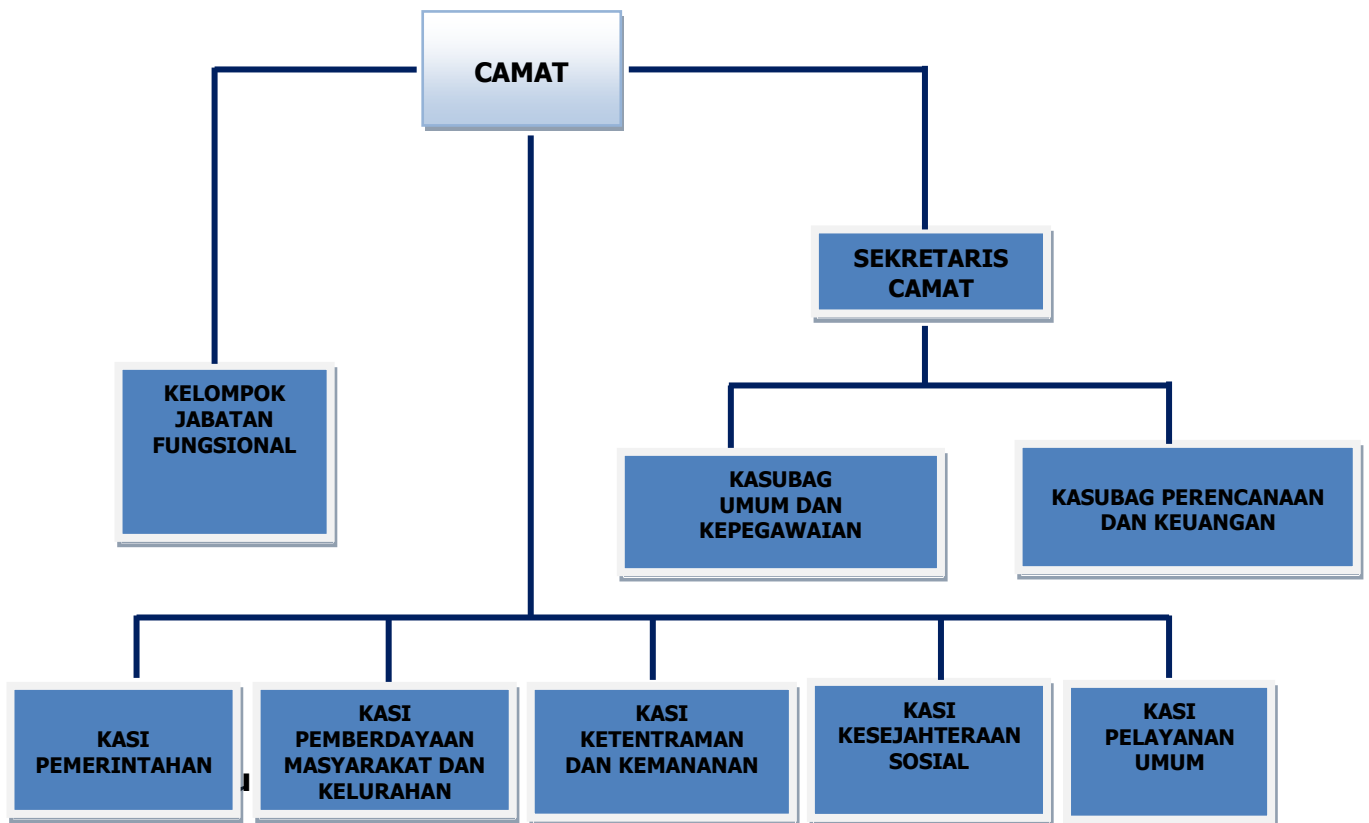 CAMAT
SEKRETARIS
CAMAT
KELOMPOK
JABATAN
FUNGSIONAL
KASUBAG
UMUM DAN
KEPEGAWAIAN
KASUBAG PERENCANAAN
DAN KEUANGAN
KASI
PEMERINTAHAN
KASI
PEMBERDAYAAN
MASYARAKAT DAN
KELURAHAN
KASI
KETENTRAMAN
DAN KEMANANAN
KASI
KESEJAHTERAAN
SOSIAL
KASI
PELAYANAN
UMUM